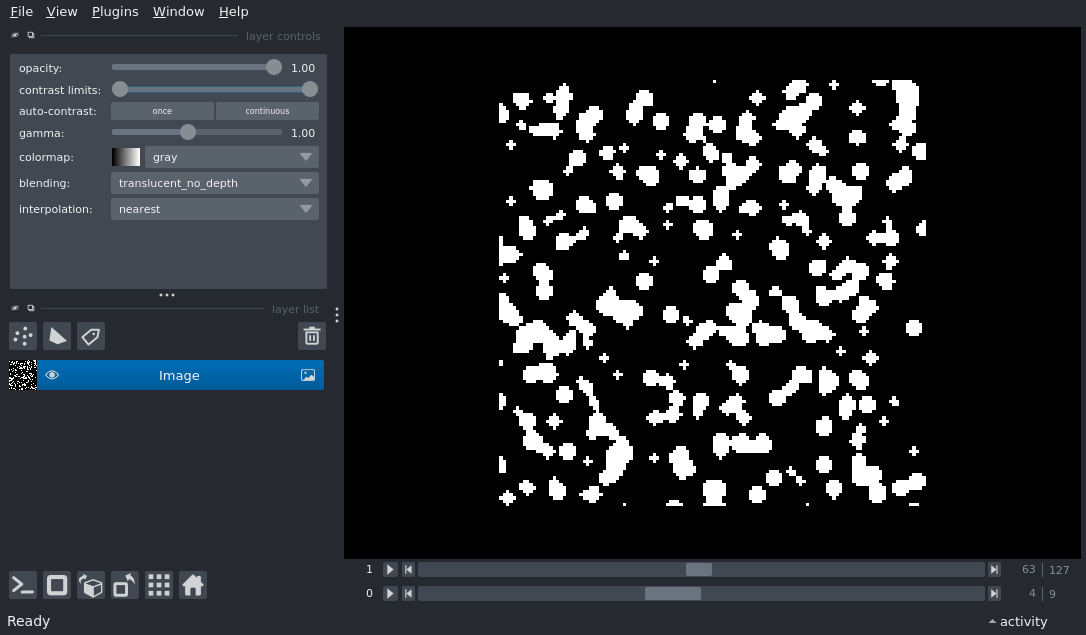 File View Plugins Window Help
layer controls
opacity: 1.00
contrast limits:
auto-contrast: once continuous
gamma: 1.00
colormap: gray
blending: translucent_no_depth
interpolation: nearest
layer list
Image
1 63 127
0 4 9
Ready activity